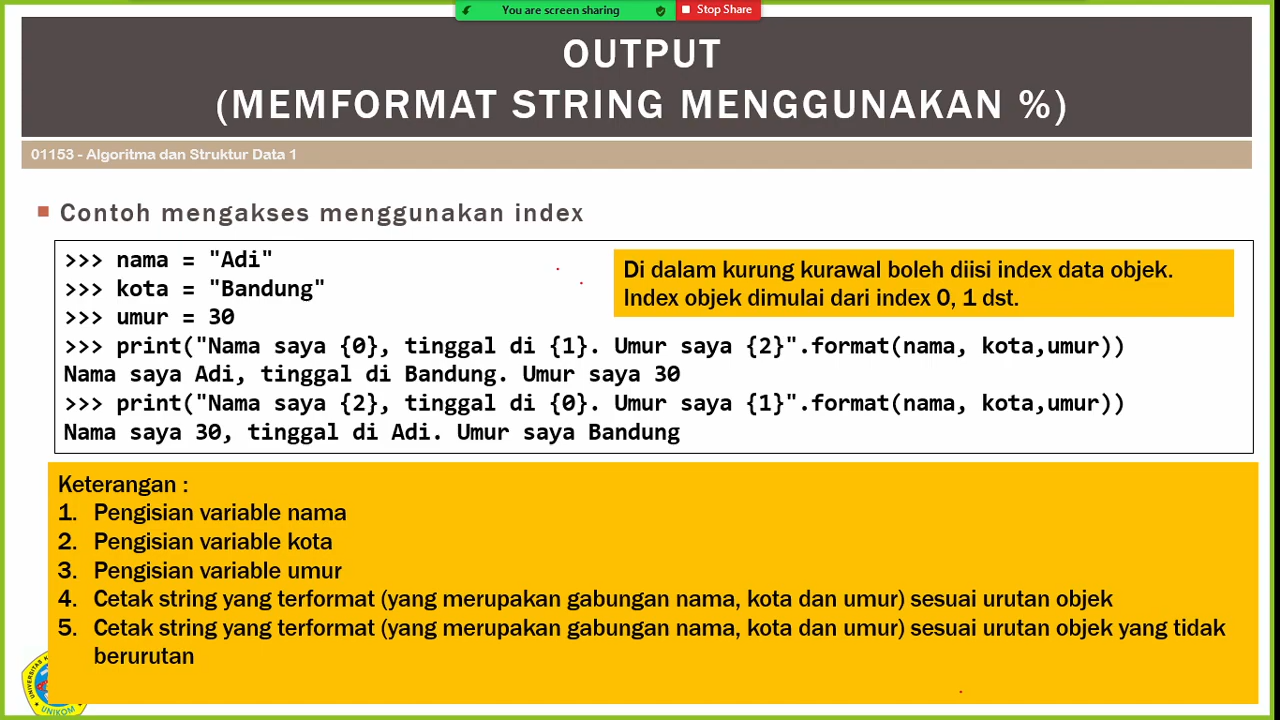 You are screen sharing
Stop Share
OUTPUT
(MEMFORMAT STRING MENGGUNAKAN %)
01153 - Algoritma dan Struktur Data 1
Contoh mengakses menggunakan index
>>> nama = "Adi"
>>> kota = "Bandung"
>>> umur = 30
>>> print("Nama saya {0}, tinggal di {1}. Umur saya {2}".format(nama, kota,umur))
Nama saya Adi, tinggal di Bandung. Umur saya 30
>>> print("Nama saya {2}, tinggal di {0}. Umur saya {1}".format(nama, kota,umur))
Nama saya 30, tinggal di Adi. Umur saya Bandung
Di dalam kurung kurawal boleh diisi index data objek.
Index objek dimulai dari index 0, 1 dst.
Keterangan :
1. Pengisian variable nama
2. Pengisian variable kota
3. Pengisian variable umur
4. Cetak string yang terformat (yang merupakan gabungan nama, kota dan umur) sesuai urutan objek
5. Cetak string yang terformat (yang merupakan gabungan nama, kota dan umur) sesuai urutan objek yang tidak
berurutan
UNIKOM